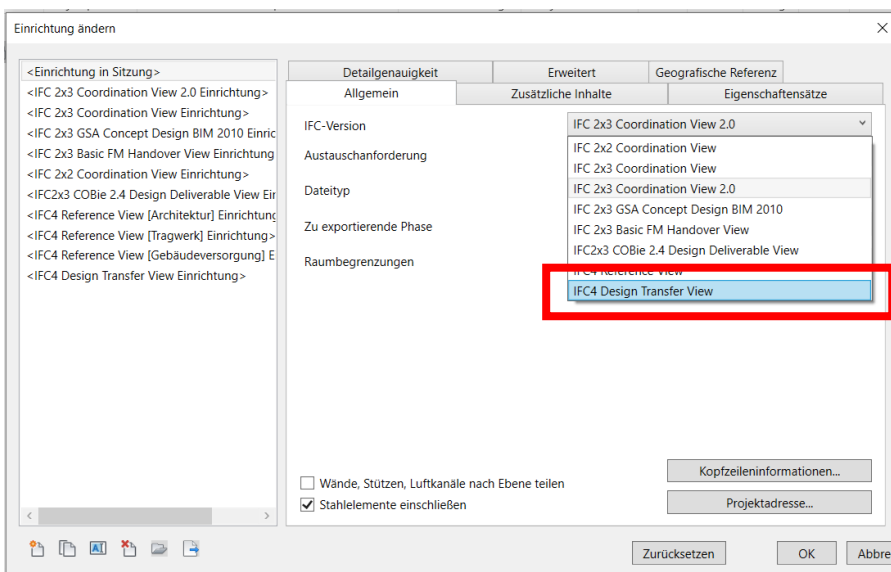 Einrichtung ändern
<Einrichtung in Sitzung>
<IFC 2x3 Coordination View 2.0 Einrichtung>
<IFC 2x3 Coordination View Einrichtung>
<IFC 2x3 GSA Concept Design BIM 2010 Einric
<IFC 2x3 Basic FM Handover View Einrichtung
<IFC 2x2 Coordination View Einrichtung>
<IFC2x3 COBie 2.4 Design Deliverable View Ein
<IFC4 Reference View [Architektur] Einrichtung
<IFC4 Reference View [Tragwerk] Einrichtung>
<IFC4 Reference View [Gebäudeversorgung] E
<IFC4 Design Transfer View Einrichtung>
Detailgenauigkeit Erweitert Geografische Referenz
Allgemein Zusätzliche Inhalte Eigenschaftensätze
IFC-Version IFC 2x3 Coordination View 2.0
Austauschanforderung
Dateityp
Zu exportierende Phase
Raumbegrenzungen
IFC 2x2 Coordination View
IFC 2x3 Coordination View
IFC 2x3 Coordination View 2.0
IFC 2x3 GSA Concept Design BIM 2010
IFC 2x3 Basic FM Handover View
IFC2x3 COBie 2.4 Design Deliverable View
IFC4 Reference View
IFC4 Design Transfer View
Wände, Stützen, Luftkanäle nach Ebene teilen
Stahlelemente einschließen
Kopfzeileninformationen...
Projektadresse...
Zurücksetzen OK Abbre